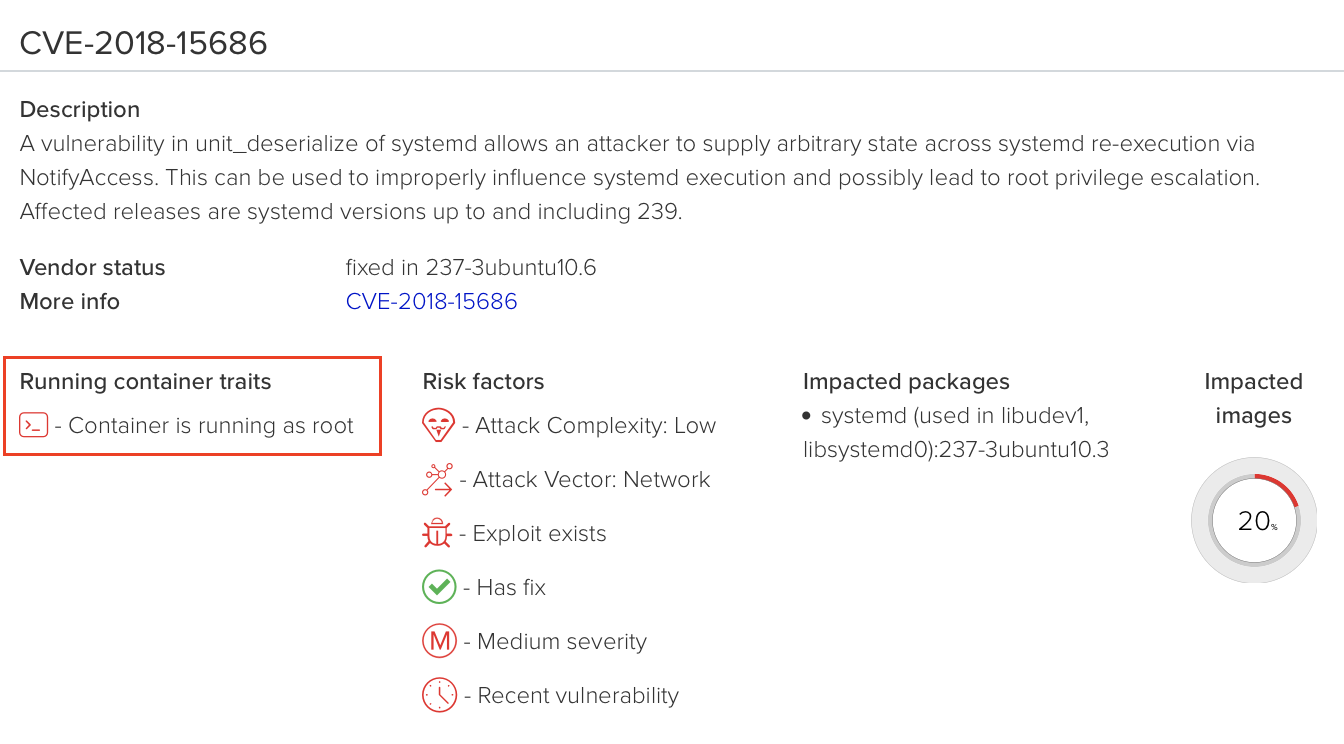 CVE-2018-15686
Description
A vulnerability in unit_deserialize of systemd allows an attacker to supply arbitrary state across systemd re-execution via
NotifyAccess. This can be used to improperly influence systemd execution and possibly lead to root privilege escalation.
Affected releases are systemd versions up to and including 239.
Vendor status fixed in 237-3ubuntu10.6
More info CVE-2018-15686
Running container traits
- Container is running as root
Risk factors
- Attack Complexity: Low
- Attack Vector: Network
- Exploit exists
- Has fix
M - Medium severity
- Recent vulnerability
Impacted packages
• systemd (used in libudev1,
libsystemd0):237-3ubuntu10.3
Impacted
images
20%